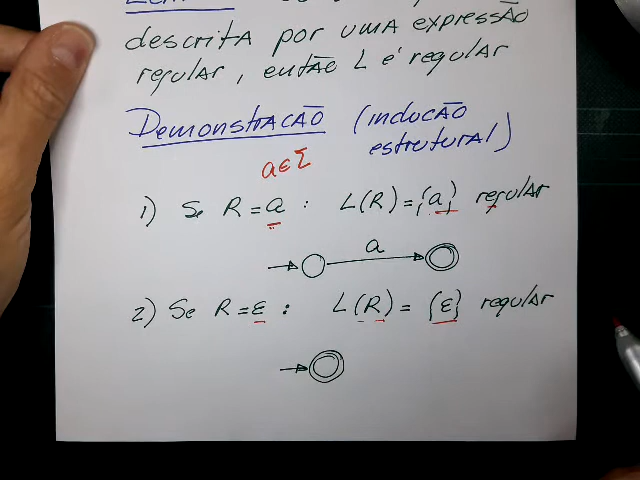 descrita por uma expressão
regular, então L é regular
Demonstração (indução estrutural)
a∈Σ
1) Se R=a : L(R)={a} regular
a
2) Se R=ε : L(R)={ε} regular